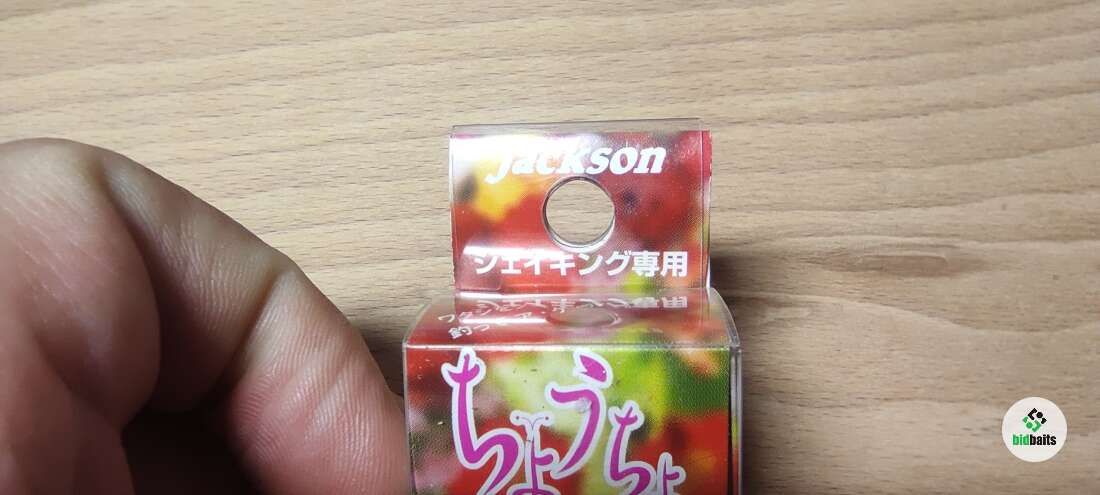 Jackson
シェイキング専用
ちょうちょ
bidbaits